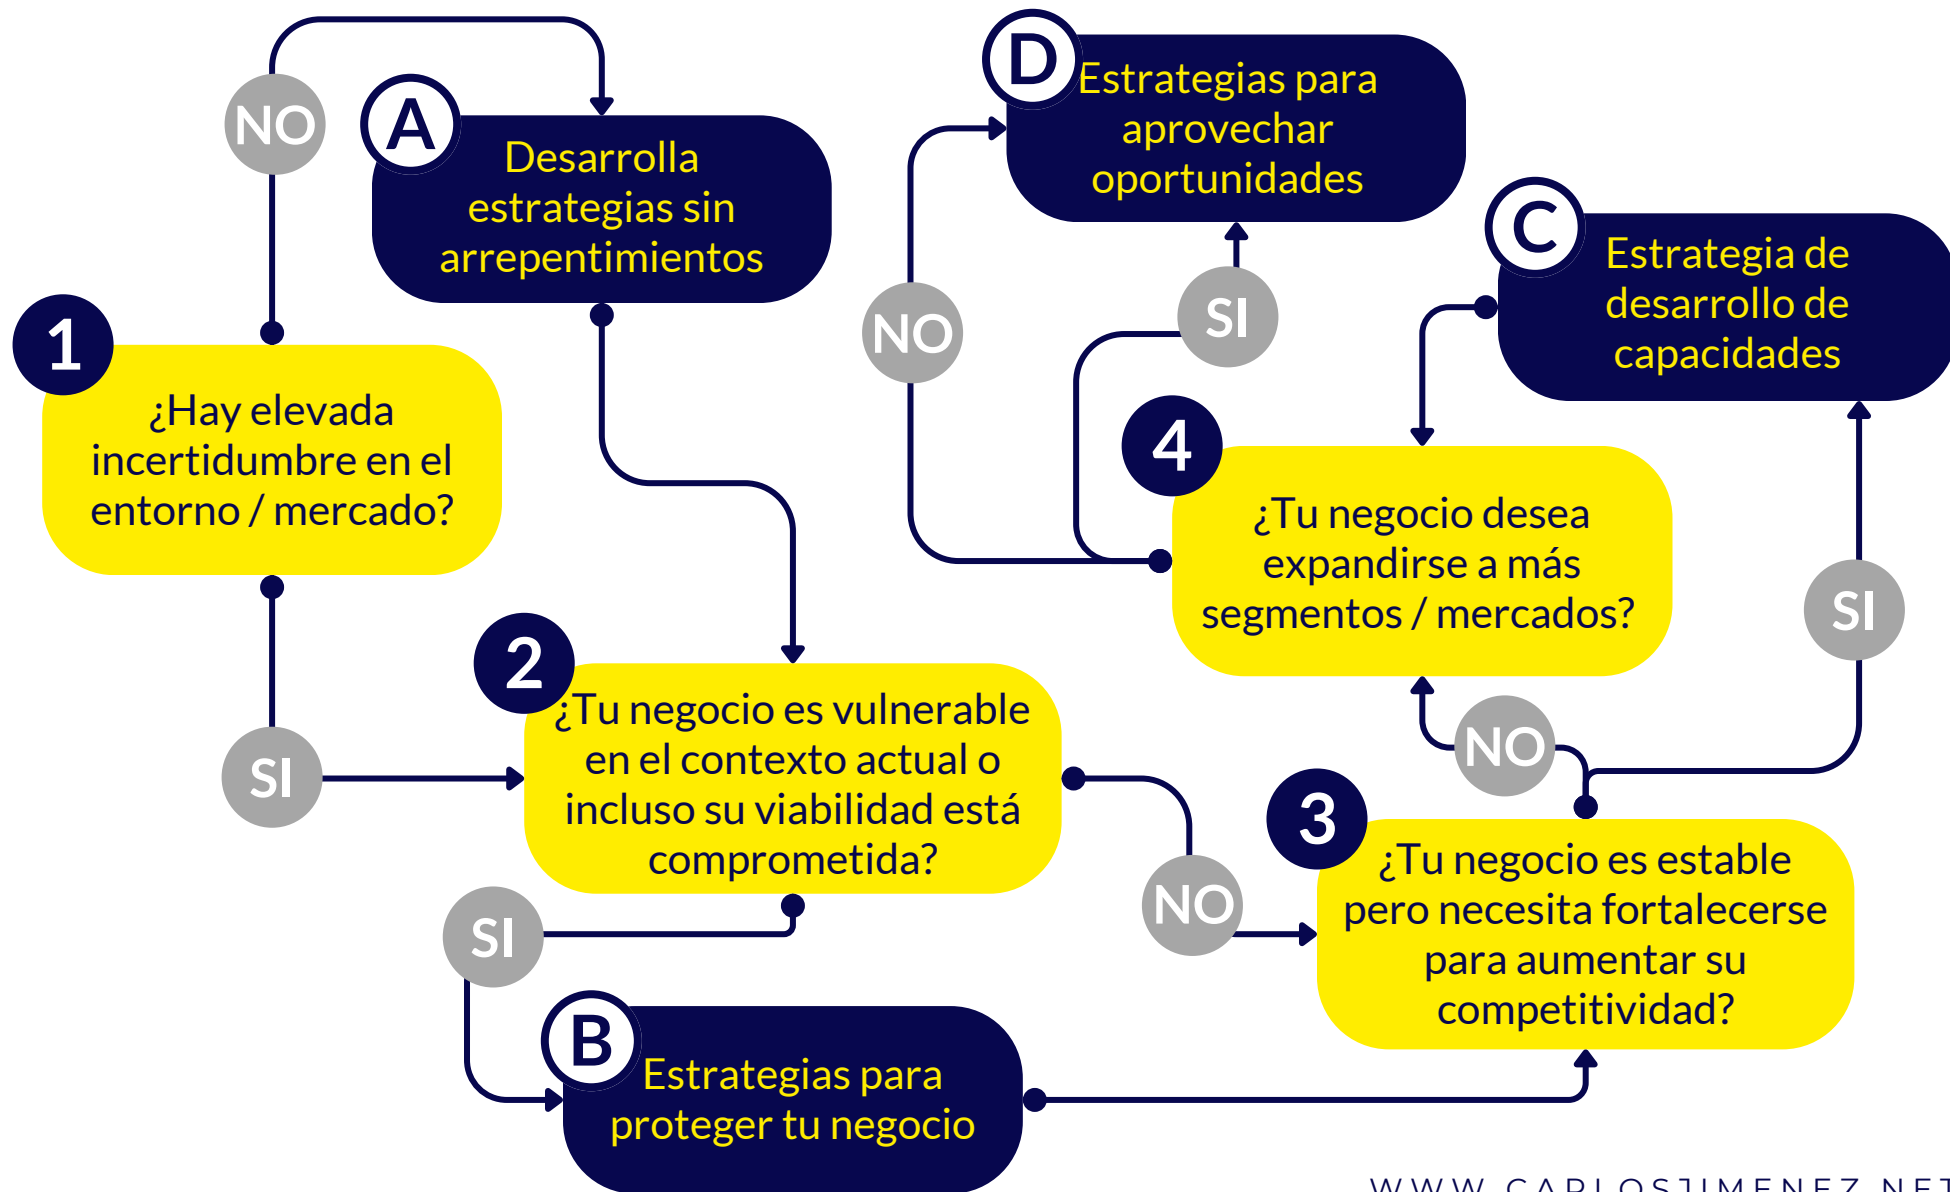 NO
A
Desarrolla
estrategias sin
arrepentimientos
1
¿Hay elevada
incertidumbre en el
entorno / mercado?
SI
2
¿Tu negocio es vulnerable
en el contexto actual o
incluso su viabilidad está
comprometida?
SI
B
Estrategias para
proteger tu negocio
NO
3
¿Tu negocio es estable
pero necesita fortalecerse
para aumentar su
competitividad?
NO
SI
C
Estrategia de
desarrollo de
capacidades
4
¿Tu negocio desea
expandirse a más
segmentos / mercados?
NO
SI
D
Estrategias para
aprovechar
oportunidades
WWW.CARLOSJIMENEZ.NET